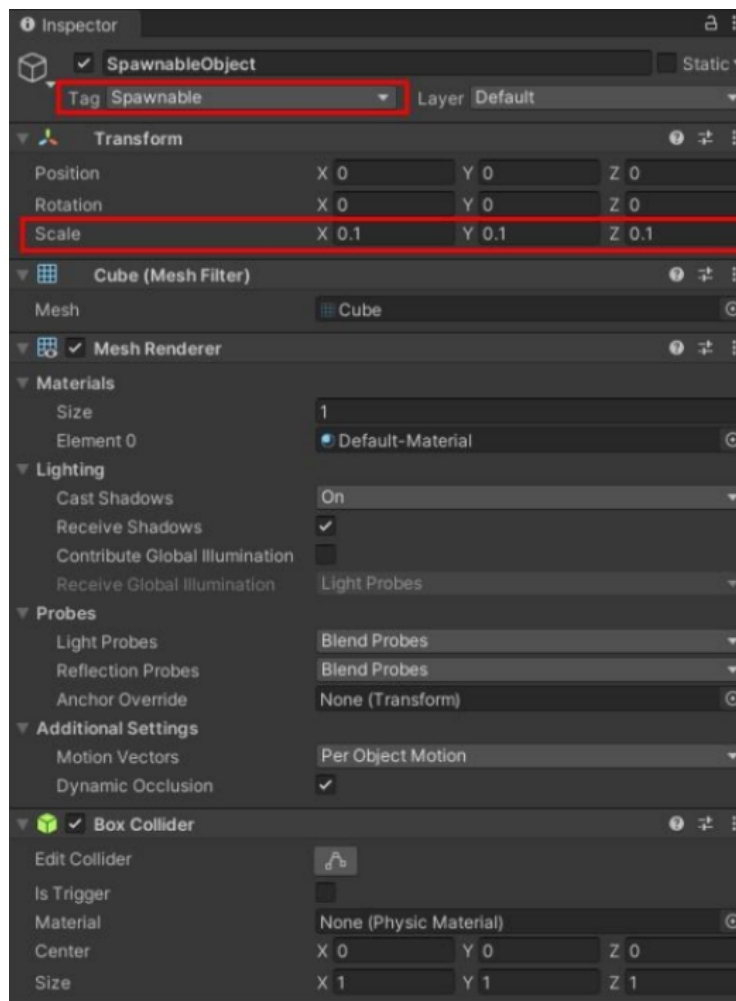 Inspector
SpawnableObject Static
Tag Spawnable Layer Default
Transform
Position X 0 Y 0 Z 0
Rotation X 0 Y 0 Z 0
Scale X 0.1 Y 0.1 Z 0.1
Cube (Mesh Filter)
Mesh Cube
Mesh Renderer
Materials
Size 1
Element 0 Default-Material
Lighting
Cast Shadows On
Receive Shadows
Contribute Global Illumination
Receive Global Illumination Light Probes
Probes
Light Probes Blend Probes
Reflection Probes Blend Probes
Anchor Override None (Transform)
Additional Settings
Motion Vectors Per Object Motion
Dynamic Occlusion
Box Collider
Edit Collider
Is Trigger
Material None (Physic Material)
Center X 0 Y 0 Z 0
Size X 1 Y 1 Z 1